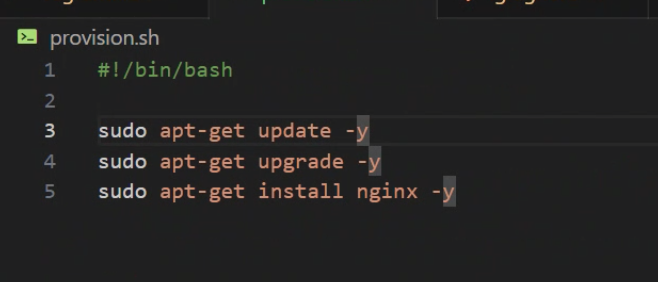 provision.sh
1 #!/bin/bash
2
3 sudo apt-get update -y
4 sudo apt-get upgrade -y
5 sudo apt-get install nginx -y